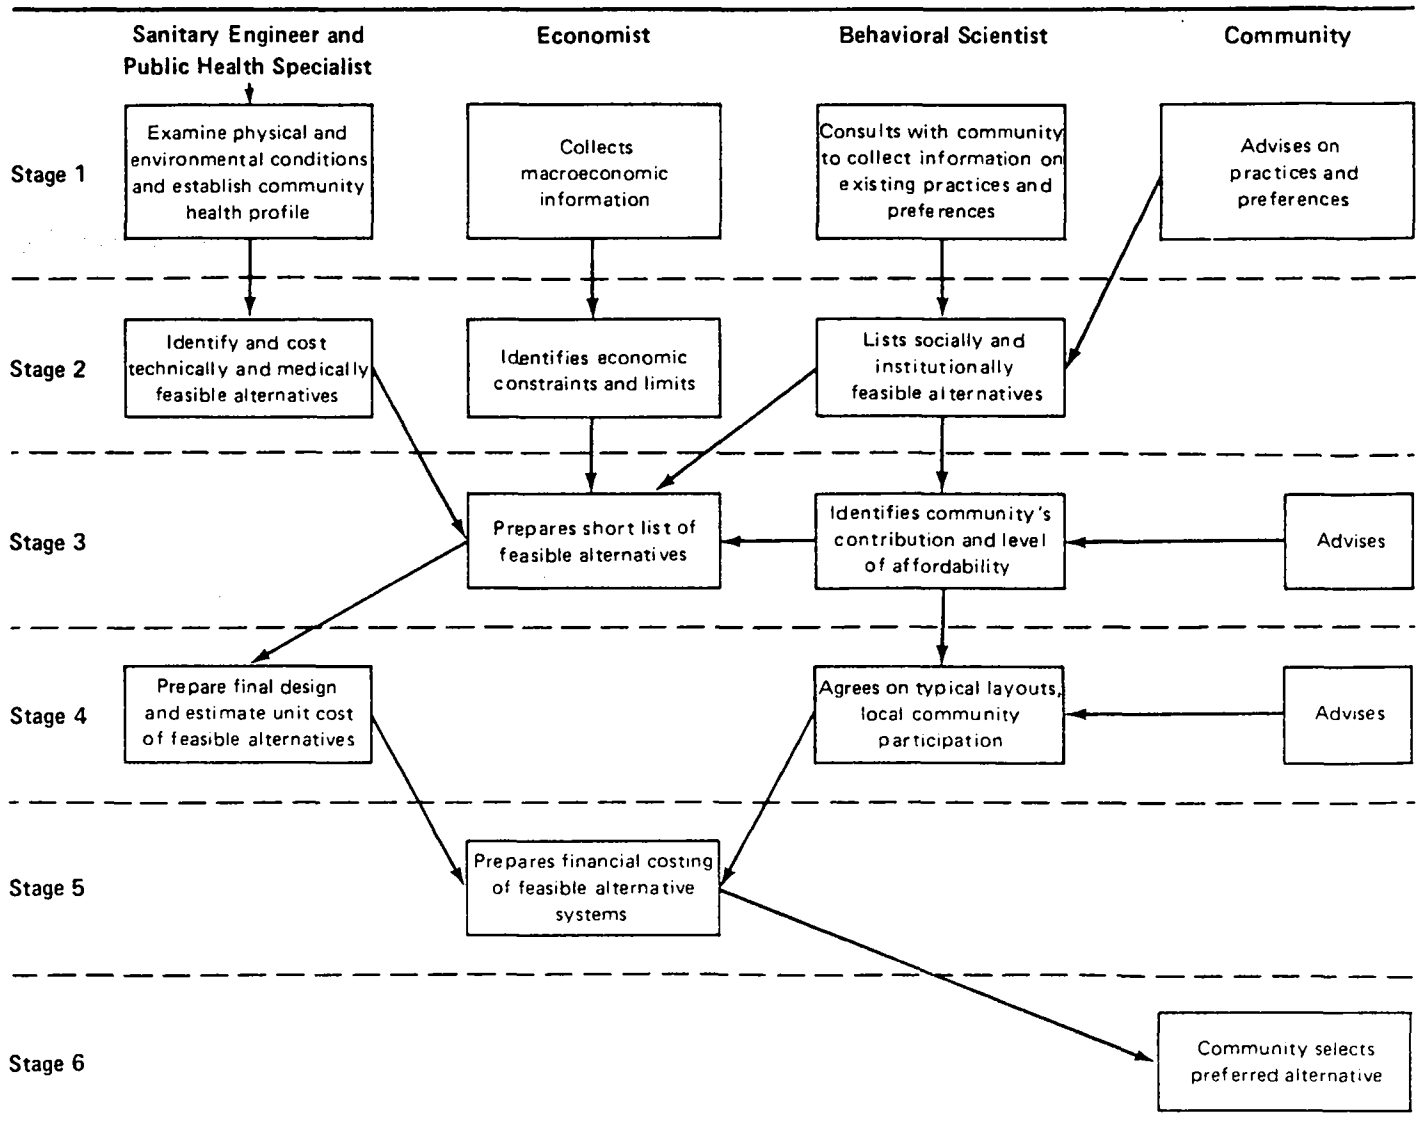 Sanitary Engineer and
Public Health Specialist
Economist
Behavioral Scientist
Community
Stage 1
Examine physical and
environmental conditions
and establish community
health profile
Collects
macroeconomic
information
Consults with community
to collect information on
existing practices and
preferences
Advises on
practices and
preferences
Stage 2
Identify and cost
technically and medically
feasible alternatives
Identifies economic
constraints and limits
Lists socially and
institutionally
feasible alternatives
Stage 3
Prepares short list of
feasible alternatives
Identifies community's
contribution and level
of affordability
Advises
Stage 4
Prepare final design
and estimate unit cost
of feasible alternatives
Agrees on typical layouts,
local community
participation
Advises
Stage 5
Prepares financial costing
of feasible alternative
systems
Stage 6
Community selects
preferred alternative